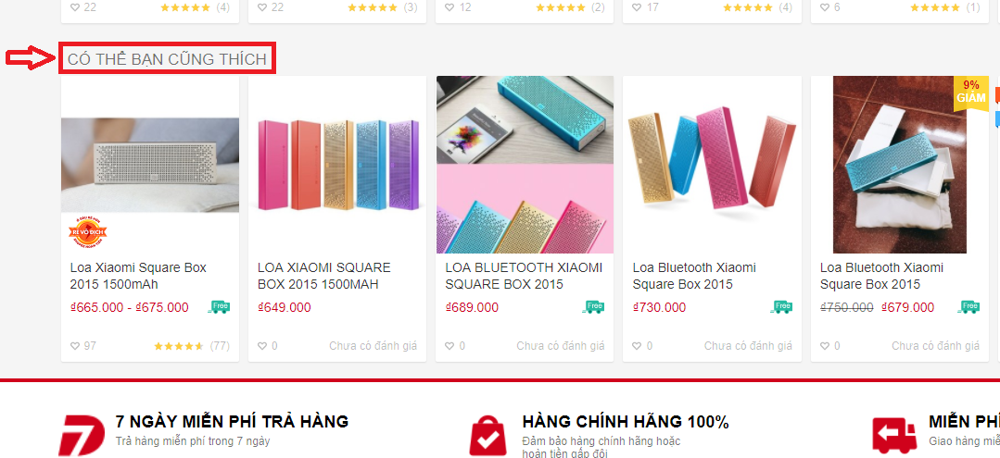 22 (4) 22 (3) 12 (2) 17 (4) 6 (1)
CÓ THỂ BẠN CŨNG THÍCH
9%
GIẢM
RẺ VÔ ĐỊCH
Loa Xiaomi Square Box
2015 1500mAh
₫665.000 - ₫675.000 Free
97 (77)
LOA XIAOMI SQUARE
BOX 2015 1500MAH
₫649.000
0 Chưa có đánh giá
LOA BLUETOOTH XIAOMI
SQUARE BOX 2015
₫689.000 Free
0 Chưa có đánh giá
Loa Bluetooth Xiaomi
Square Box 2015
₫730.000 Free
0 Chưa có đánh giá
Loa Bluetooth Xiaomi
Square Box 2015
₫750.000 ₫679.000 Free
0 Chưa có đánh giá
7 NGÀY MIỄN PHÍ TRẢ HÀNG
Trả hàng miễn phí trong 7 ngày
HÀNG CHÍNH HÃNG 100%
Đảm bảo hàng chính hãng hoặc
hoàn tiền gấp đôi
MIỄN PHÍ
Giao hàng miễ